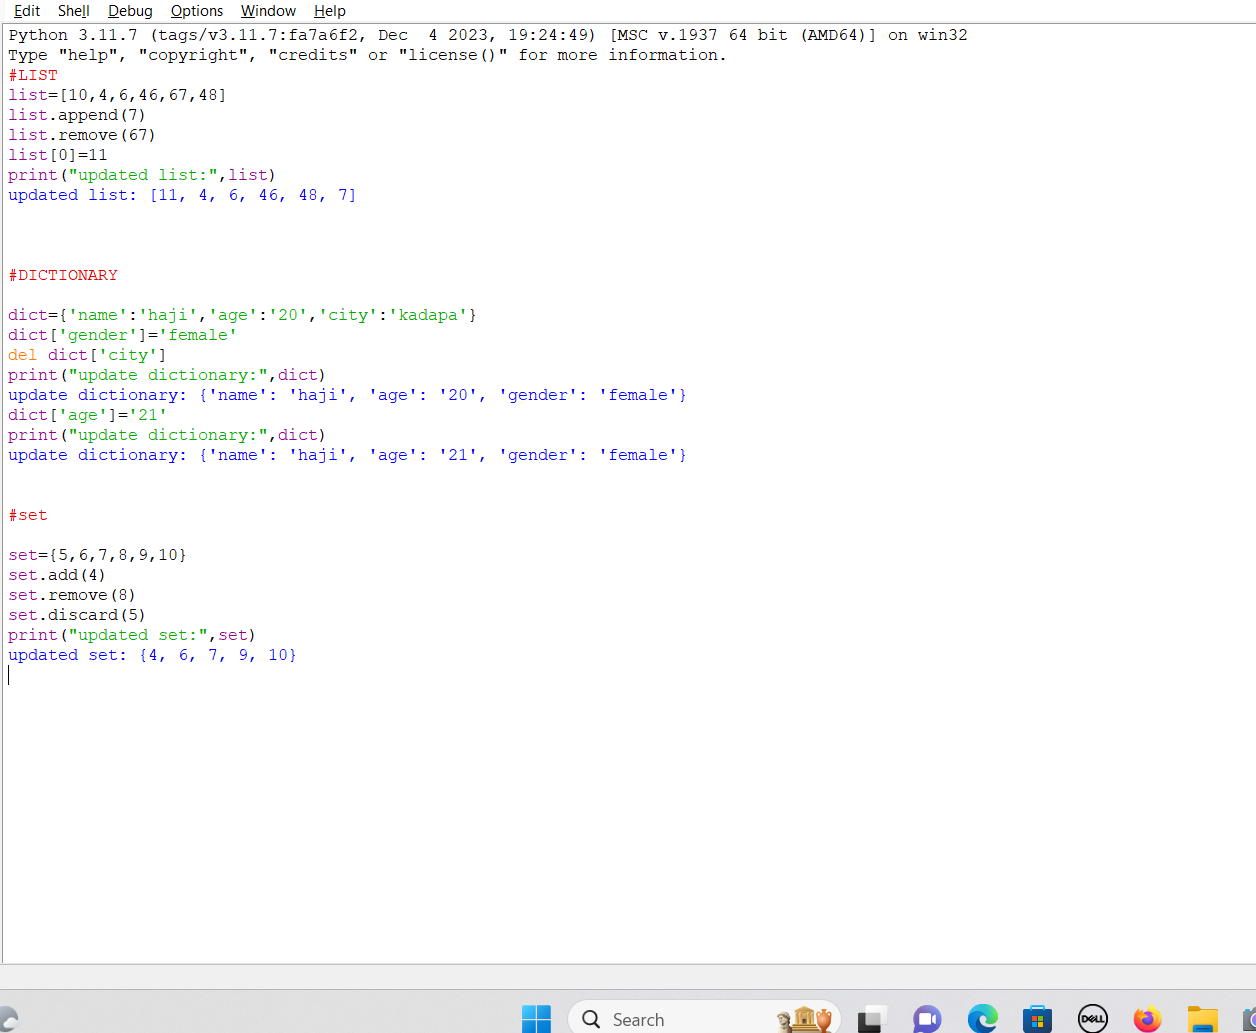 Edit Shell Debug Options Window Help
Python 3.11.7 (tags/v3.11.7:fa7a6f2, Dec  4 2023, 19:24:49) [MSC v.1937 64 bit (AMD64)] on win32
Type "help", "copyright", "credits" or "license()" for more information.
#LIST
list=[10,4,6,46,67,48]
list.append(7)
list.remove(67)
list[0]=11
print("updated list:",list)
updated list: [11, 4, 6, 46, 48, 7]
#DICTIONARY
dict={'name':'haji','age':'20','city':'kadapa'}
dict['gender']='female'
del dict['city']
print("update dictionary:",dict)
update dictionary: {'name': 'haji', 'age': '20', 'gender': 'female'}
dict['age']='21'
print("update dictionary:",dict)
update dictionary: {'name': 'haji', 'age': '21', 'gender': 'female'}
#set
set={5,6,7,8,9,10}
set.add(4)
set.remove(8)
set.discard(5)
print("updated set:",set)
updated set: {4, 6, 7, 9, 10}
Search
DELL